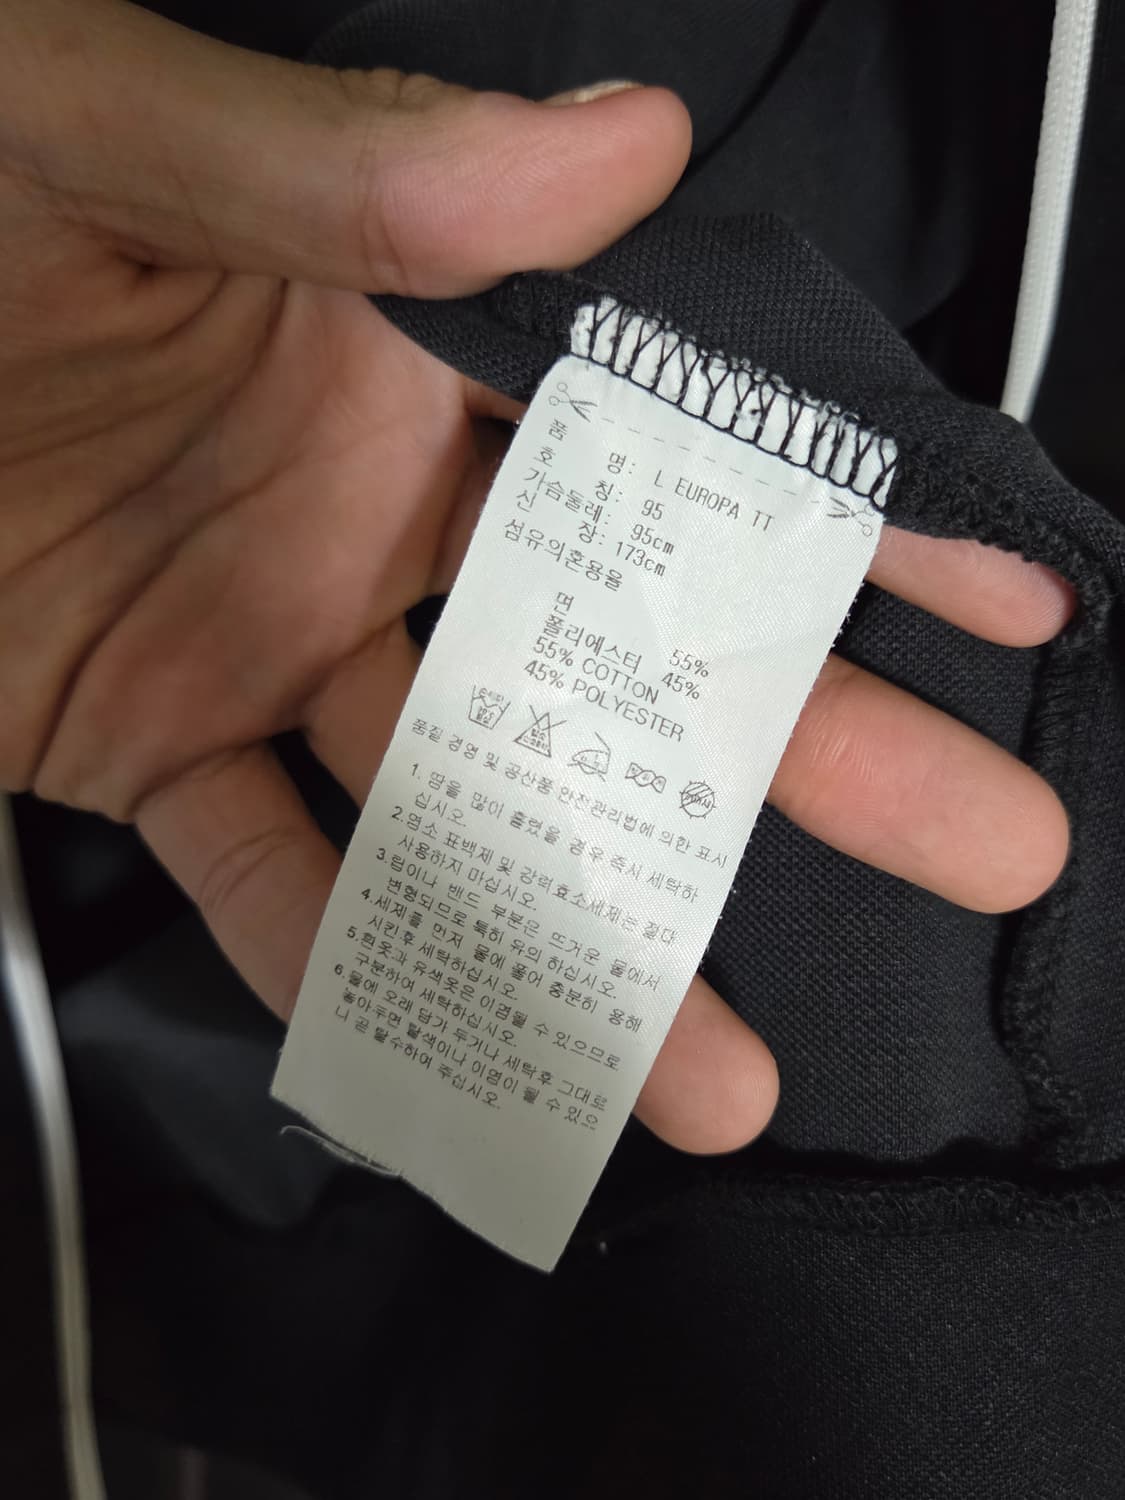 품 명: L EUROPA TT
호 칭: 95
가슴둘레: 95cm
신 장: 173cm
섬유의혼용율
면 55%
폴리에스터 45%
55% COTTON
45% POLYESTER
품질 경영 및 공산품 안전관리법에 의한 표시
1. 땀을 많이 흘렸을 경우 즉시 세탁하
십시오.
2.염소 표백제 및 강력효소세제는 절대
사용하지 마십시오.
3.립이나 밴드 부분은 뜨거운 물에서
변형되므로 특히 유의 하십시오.
4.세제를 먼저 물에 풀어 충분히 용해
시킨후 세탁하십시오.
5.흰옷과 유색옷은 이염될 수 있으므로
구분하여 세탁하십시오.
6.물에 오래 담가 두거나 세탁후 그대로
놓아두면 탈색이나 이염이 될 수 있으
니 곧 탈수하여 주십시오.